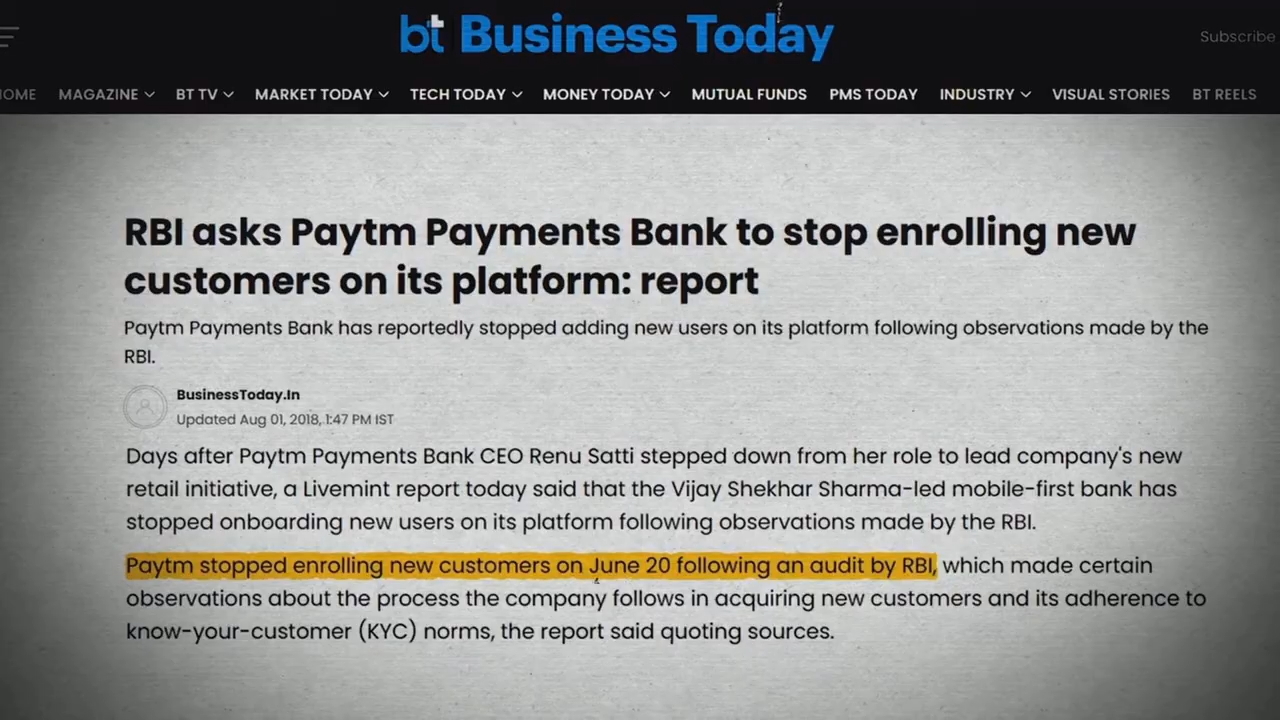 bt Business Today
Subscribe
HOME MAGAZINE BT TV MARKET TODAY TECH TODAY MONEY TODAY MUTUAL FUNDS PMS TODAY INDUSTRY VISUAL STORIES BT REELS
RBI asks Paytm Payments Bank to stop enrolling new
customers on its platform: report
Paytm Payments Bank has reportedly stopped adding new users on its platform following observations made by the
RBI.
BusinessToday.In
Updated Aug 01, 2018, 1:47 PM IST
Days after Paytm Payments Bank CEO Renu Satti stepped down from her role to lead company's new
retail initiative, a Livemint report today said that the Vijay Shekhar Sharma-led mobile-first bank has
stopped onboarding new users on its platform following observations made by the RBI.
Paytm stopped enrolling new customers on June 20 following an audit by RBI, which made certain
observations about the process the company follows in acquiring new customers and its adherence to
know-your-customer (KYC) norms, the report said quoting sources.